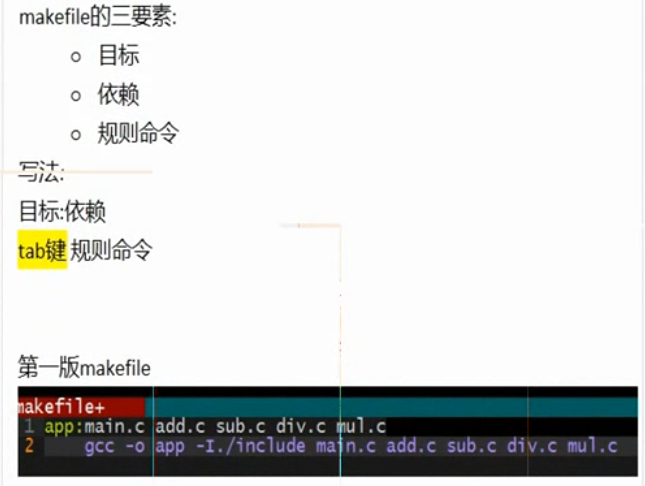 makefile的三要素:
目标
依赖
规则命令
写法:
目标:依赖
tab键 规则命令
第一版makefile
makefile+
1 app:main.c add.c sub.c div.c mul.c
2 gcc -o app -I./include main.c add.c sub.c div.c mul.c